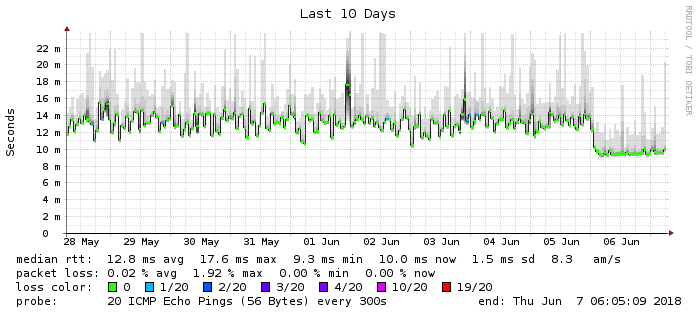 Last 10 Days
RRDTOOL / TOBI OETIKER
Seconds
22 m
20 m
18 m
16 m
14 m
12 m
10 m
8 m
6 m
4 m
2 m
0
28 May 29 May 30 May 31 May 01 Jun 02 Jun 03 Jun 04 Jun 05 Jun 06 Jun
median rtt: 12.8 ms avg 17.6 ms max 9.3 ms min 10.0 ms now 1.5 ms sd 8.3 am/s
packet loss: 0.02 % avg 1.92 % max 0.00 % min 0.00 % now
loss color: 0 1/20 2/20 3/20 4/20 10/20 19/20
probe: 20 ICMP Echo Pings (56 Bytes) every 300s end: Thu Jun 7 06:05:09 2018